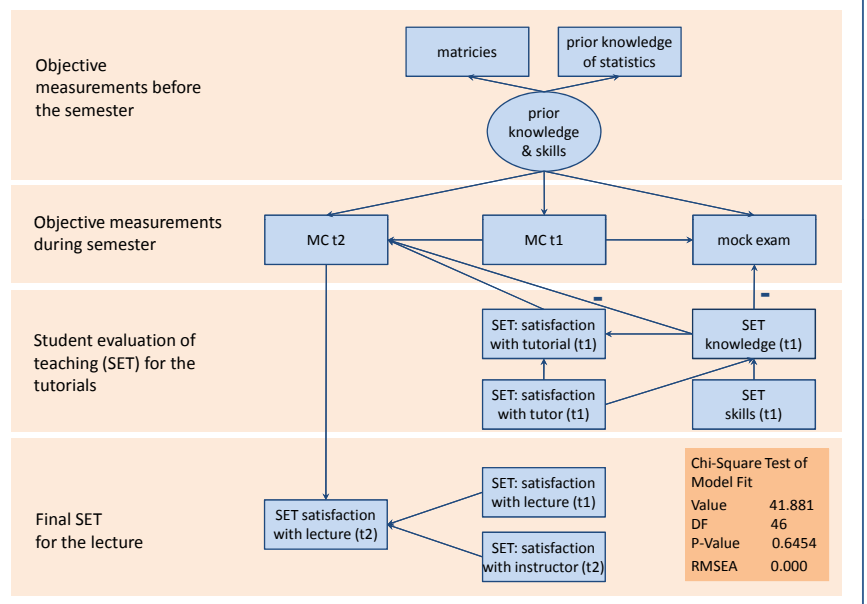 Objective
measurements before
the semester
matricies
prior knowledge
of statistics
prior
knowledge
& skills
Objective measurements
during semester
MC t2
MC t1
mock exam
-
-
Student evaluation of
teaching (SET) for the
tutorials
SET: satisfaction
with tutorial (t1)
SET
knowledge (t1)
SET: satisfaction
with tutor (t1)
SET
skills (t1)
Final SET
for the lecture
SET satisfaction
with lecture (t2)
SET: satisfaction
with lecture (t1)
SET: satisfaction
with instructor (t2)
Chi-Square Test of
Model Fit
Value 41.881
DF 46
P-Value 0.6454
RMSEA 0.000